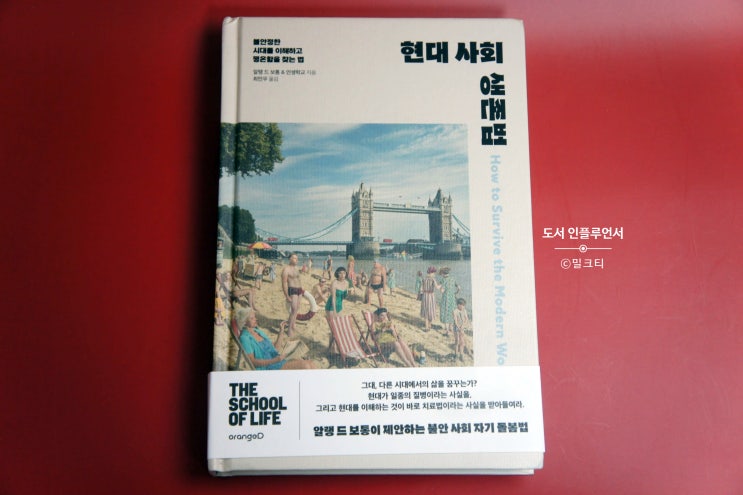 불안정한
시대를 이해하고
평온함을 찾는 법
알랭 드 보통 & 인생학교 지음
최민우 옮김
현대 사회
생존법
How to Survive the Modern Wo
도서 인플루언서
©밀크티
THE
SCHOOL
OF LIFE
orangeD
그대, 다른 시대에서의 삶을 꿈꾸는가?
현대가 일종의 질병이라는 사실을,
그리고 현대를 이해하는 것이 바로 치료법이라는 사실을 받아들여라.
알랭 드 보통이 제안하는 불안 사회 자기 돌봄법